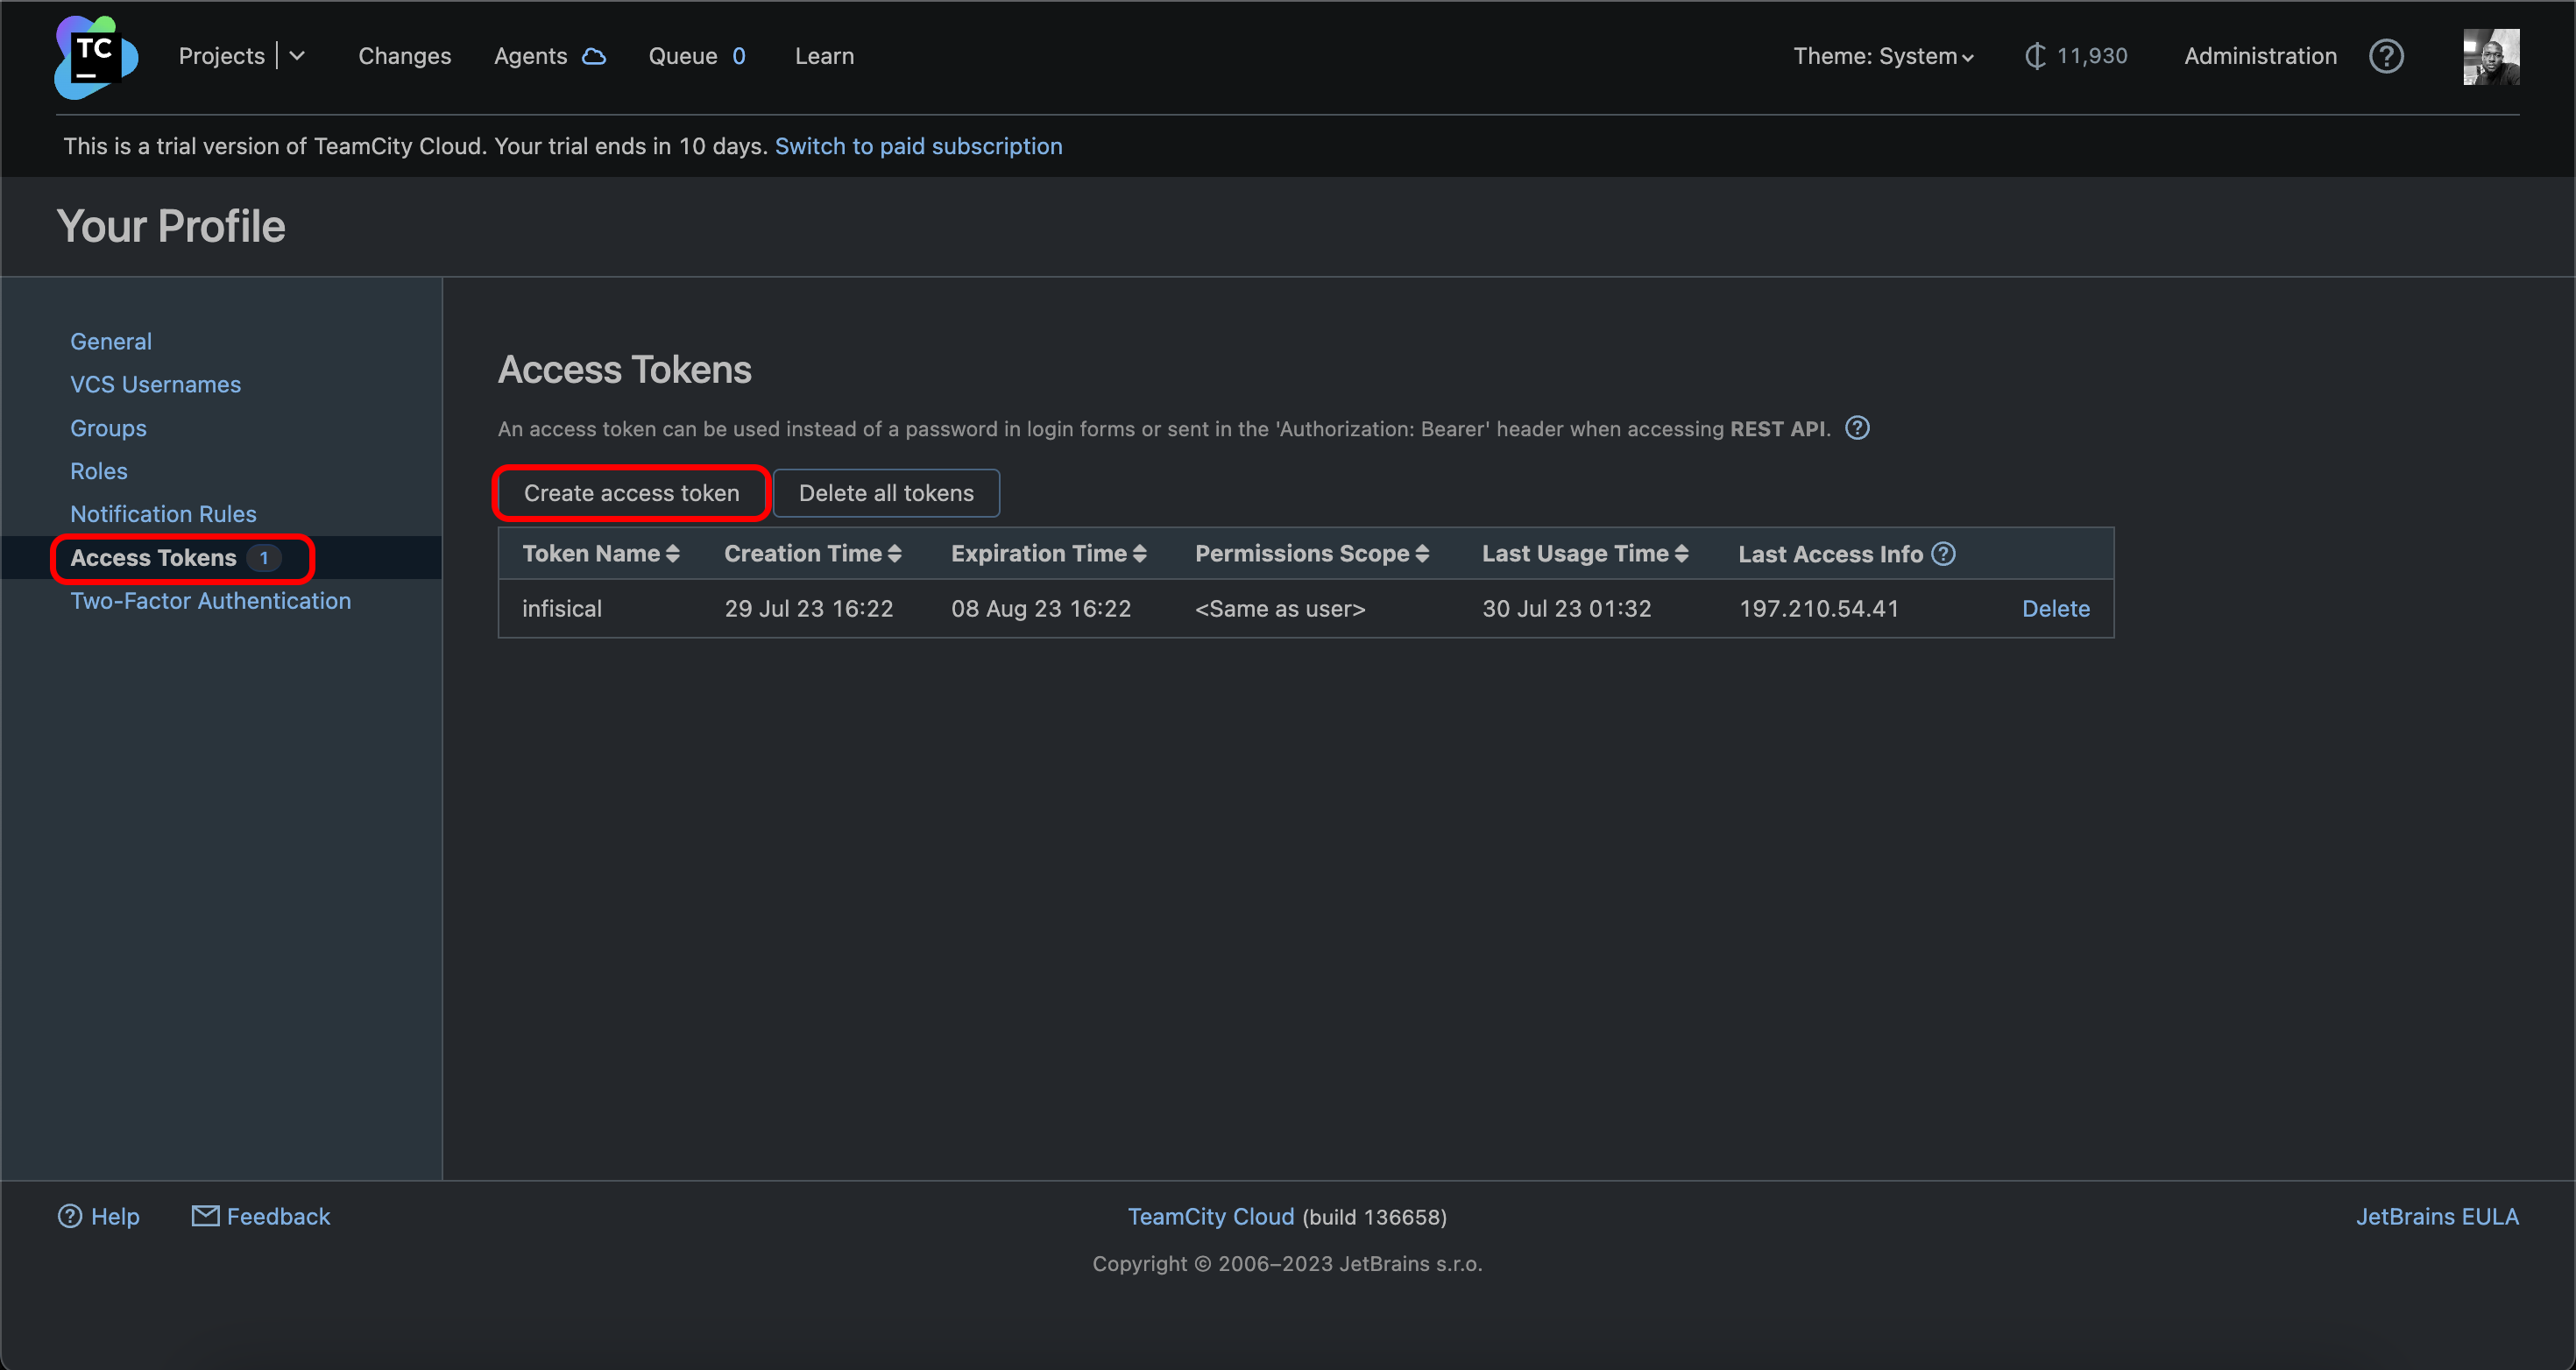 TC
Projects Changes Agents Queue 0 Learn Theme: System 11,930 Administration
This is a trial version of TeamCity Cloud. Your trial ends in 10 days. Switch to paid subscription
Your Profile
General
VCS Usernames
Groups
Roles
Notification Rules
Access Tokens 1
Two-Factor Authentication
Access Tokens
An access token can be used instead of a password in login forms or sent in the 'Authorization: Bearer' header when accessing REST API.
Create access token Delete all tokens
Token Name Creation Time Expiration Time Permissions Scope Last Usage Time Last Access Info
infisical 29 Jul 23 16:22 08 Aug 23 16:22 <Same as user> 30 Jul 23 01:32 197.210.54.41 Delete
Help Feedback TeamCity Cloud (build 136658) JetBrains EULA
Copyright © 2006–2023 JetBrains s.r.o.